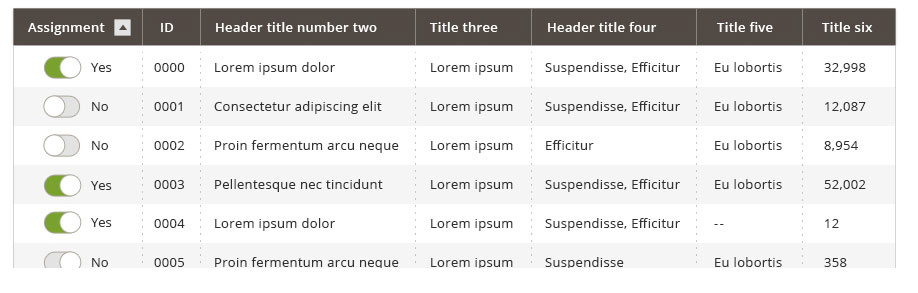 Assignment ID Header title number two Title three Header title four Title five Title six
Yes 0000 Lorem ipsum dolor Lorem ipsum Suspendisse, Efficitur Eu lobortis 32,998
No 0001 Consectetur adipiscing elit Lorem ipsum Suspendisse, Efficitur Eu lobortis 12,087
No 0002 Proin fermentum arcu neque Lorem ipsum Efficitur Eu lobortis 8,954
Yes 0003 Pellentesque nec tincidunt Lorem ipsum Suspendisse, Efficitur Eu lobortis 52,002
Yes 0004 Lorem ipsum dolor Lorem ipsum Suspendisse, Efficitur -- 12
No 0005 Proin fermentum arcu neque Lorem ipsum Suspendisse Eu lobortis 358